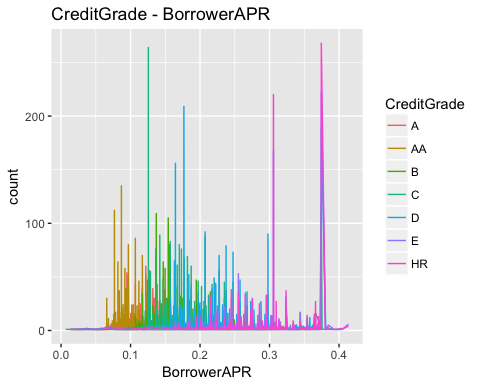 CreditGrade - BorrowerAPR
count
200
100
0
0.0 0.1 0.2 0.3 0.4
BorrowerAPR
CreditGrade
A
AA
B
C
D
E
HR